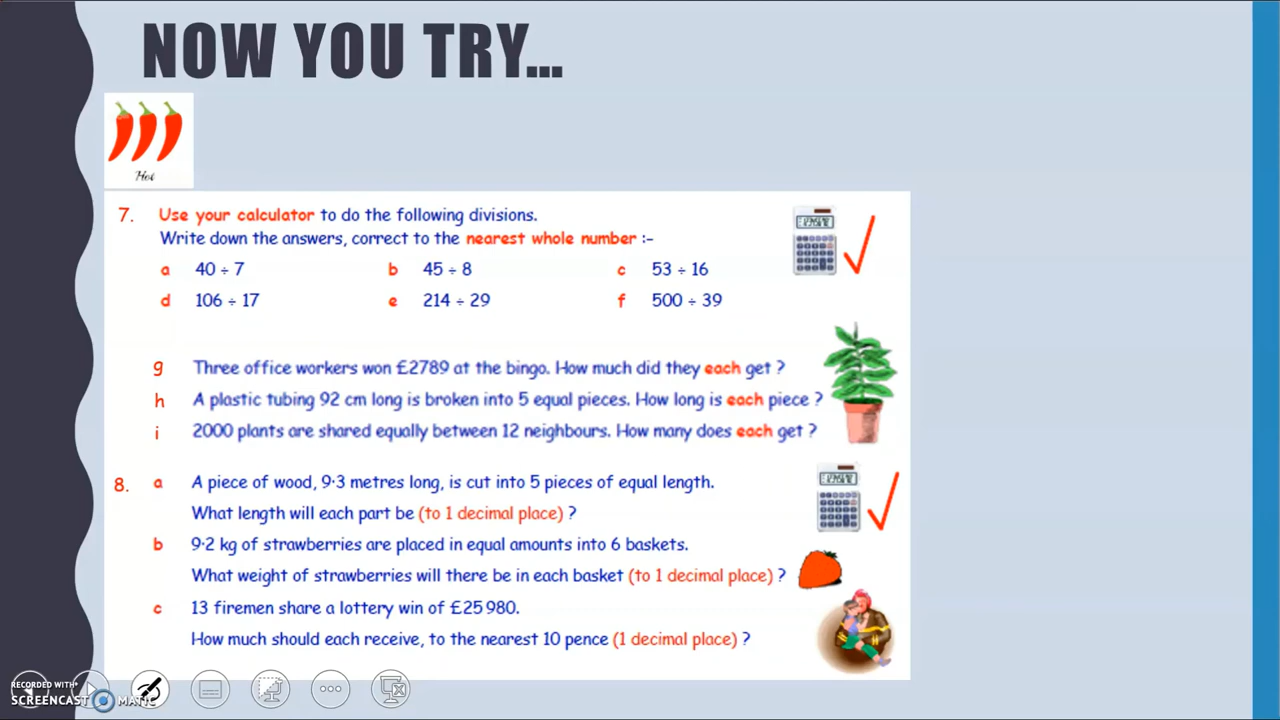 NOW YOU TRY...
Hot
7. Use your calculator to do the following divisions.
Write down the answers, correct to the nearest whole number :-
a 40 ÷ 7 b 45 ÷ 8 c 53 ÷ 16
d 106 ÷ 17 e 214 ÷ 29 f 500 ÷ 39
g Three office workers won £2789 at the bingo. How much did they each get ?
h A plastic tubing 92 cm long is broken into 5 equal pieces. How long is each piece ?
i 2000 plants are shared equally between 12 neighbours. How many does each get ?
8. a A piece of wood, 9·3 metres long, is cut into 5 pieces of equal length.
What length will each part be (to 1 decimal place) ?
b 9·2 kg of strawberries are placed in equal amounts into 6 baskets.
What weight of strawberries will there be in each basket (to 1 decimal place) ?
c 13 firemen share a lottery win of £25 980.
How much should each receive, to the nearest 10 pence (1 decimal place) ?
RECORDED WITH
SCREENCAST MATIC